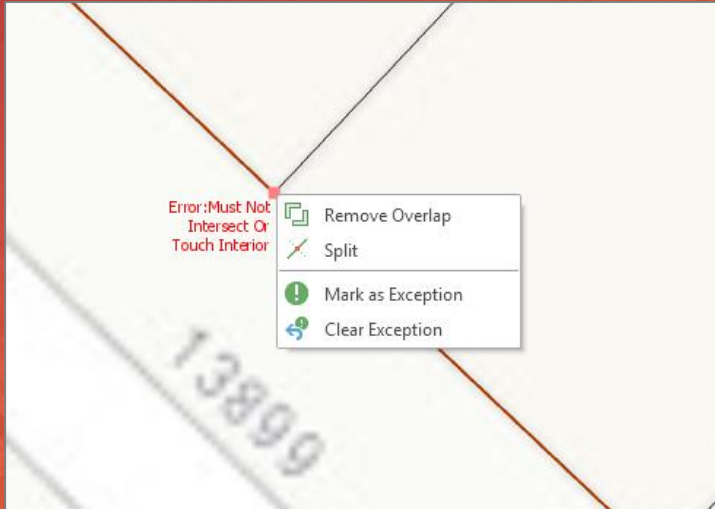 Error:Must Not
Intersect Or
Touch Interior
Remove Overlap
Split
Mark as Exception
Clear Exception
13899